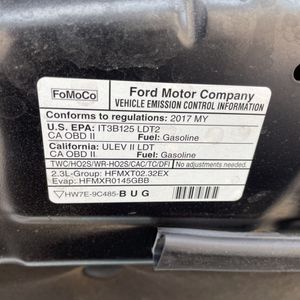 FoMoCo
Ford Motor Company
VEHICLE EMISSION CONTROL INFORMATION
Conforms to regulations: 2017 MY
U.S. EPA: IT3B125 LDT2
CA OBD II Fuel: Gasoline
California: ULEV II LDT
CA OBD II Fuel: Gasoline
TWC/HO2S/WR-HO2S/CAC/TC/DFI No adjustments needed.
2.3L-Group: HFMXT02.32EX
Evap: HFMXR0145GBB
HW7E-9C485-BUG